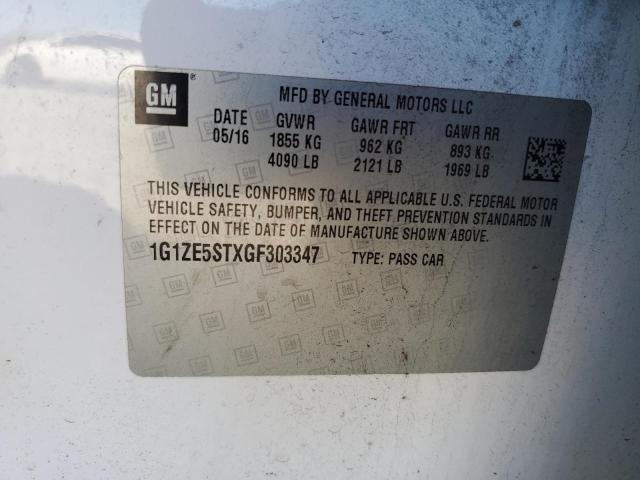 GM ®
MFD BY GENERAL MOTORS LLC
DATE GVWR GAWR FRT GAWR RR
05/16 1855 KG 962 KG 893 KG
4090 LB 2121 LB 1969 LB
THIS VEHICLE CONFORMS TO ALL APPLICABLE U.S. FEDERAL MOTOR
VEHICLE SAFETY, BUMPER, AND THEFT PREVENTION STANDARDS IN
EFFECT ON THE DATE OF MANUFACTURE SHOWN ABOVE.
1G1ZE5STXGF303347 TYPE: PASS CAR